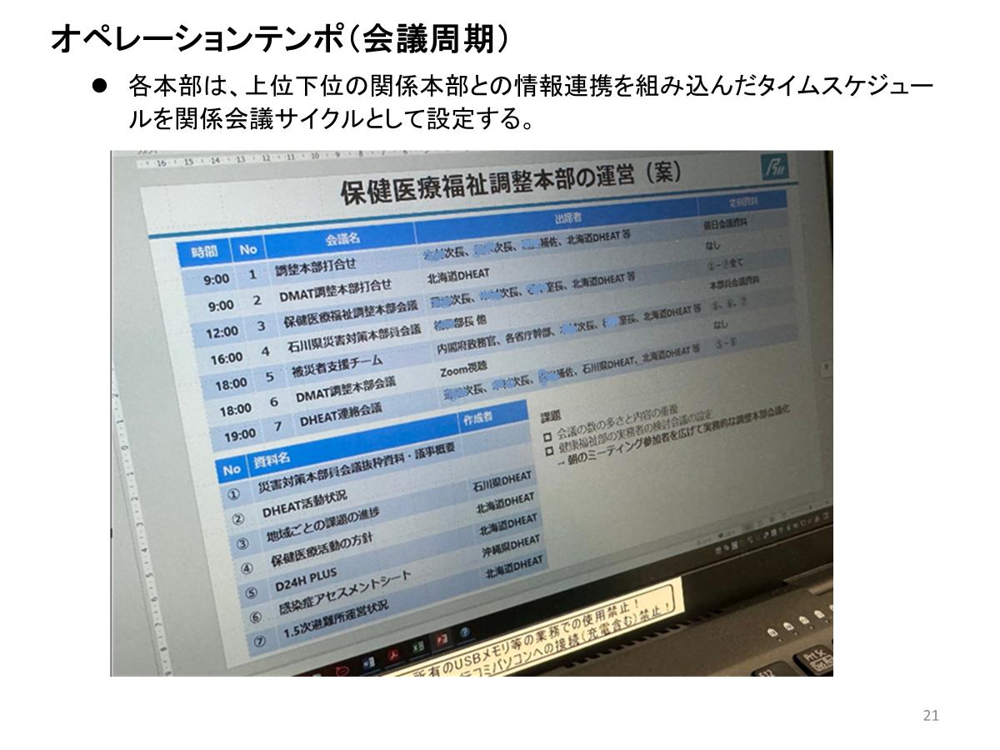 オペレーションテンポ（会議周期）
● 各本部は、上位下位の関係本部との情報連携を組み込んだタイムスケジュー
ルを関係会議サイクルとして設定する。
保健医療福祉調整本部の運営（案）
時間 No 会議名 出席者 定例資料
9:00 1 調整本部打合せ 次長、次長、補佐、北海道DHEAT 等 前日会議資料
9:00 2 DMAT調整本部打合せ 北海道DHEAT なし
12:00 3 保健医療福祉調整本部会議 次長、次長、室長、北海道DHEAT 等 ①－⑦全て
16:00 4 石川県災害対策本部員会議 部長 他 本部員会議資料
18:00 5 被災者支援チーム 内閣府政務官、各省庁幹部、次長、室長、北海道DHEAT 等 ⑤、⑥、⑦
18:00 6 DMAT調整本部会議 Zoom視聴 なし
19:00 7 DHEAT連絡会議 次長、次長、補佐、石川県DHEAT、北海道DHEAT 等
No 資料名 作成者
① 災害対策本部員会議抜粋資料・議事概要
② DHEAT活動状況 石川県DHEAT
③ 地域ごとの課題の進捗 北海道DHEAT
④ 保健医療活動の方針 北海道DHEAT
⑤ D24H PLUS 沖縄県DHEAT
⑥ 感染症アセスメントシート 北海道DHEAT
⑦ 1.5次避難所運営状況
課題
□ 会議の数の多さと内容の重複
□ 健康福祉部の実務者の検討会議の設定
→ 朝のミーティング参加者を広げて実務的な調整本部会議化
所有のUSBメモリ等の業務での使用禁止！
コミパソコンへの接続（充電含む）禁止！
F12
PrtSc
21